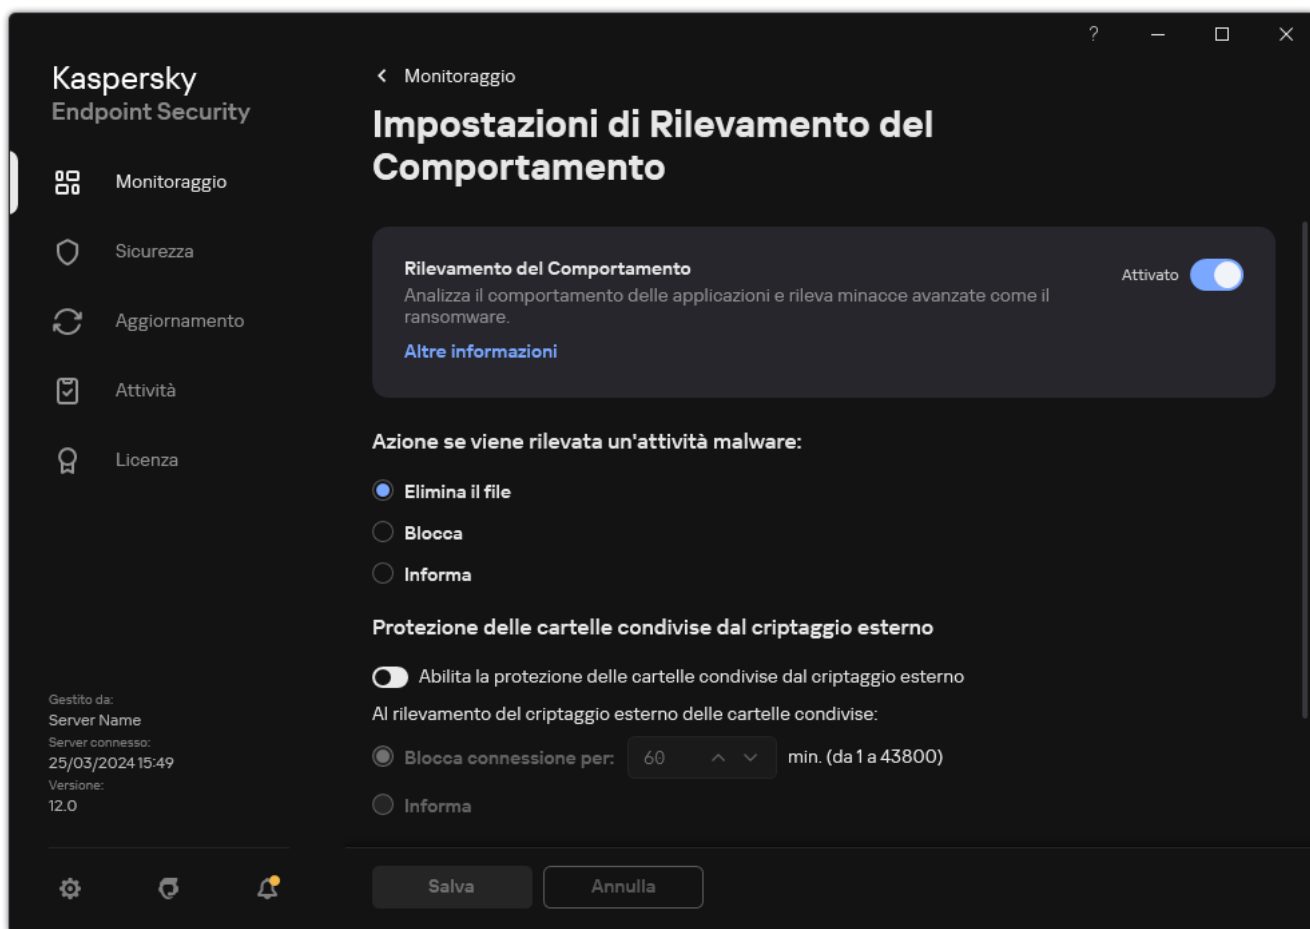 ?
Kaspersky
Endpoint Security
Monitoraggio
Sicurezza
Aggiornamento
Attività
Licenza
Gestito da:
Server Name
Server connesso:
25/03/2024 15:49
Versione:
12.0
Monitoraggio
Impostazioni di Rilevamento del
Comportamento
Rilevamento del Comportamento
Attivato
Analizza il comportamento delle applicazioni e rileva minacce avanzate come il
ransomware.
Altre informazioni
Azione se viene rilevata un'attività malware:
Elimina il file
Blocca
Informa
Protezione delle cartelle condivise dal criptaggio esterno
Abilita la protezione delle cartelle condivise dal criptaggio esterno
Al rilevamento del criptaggio esterno delle cartelle condivise:
Blocca connessione per: 60 min. (da 1 a 43800)
Informa
Salva Annulla